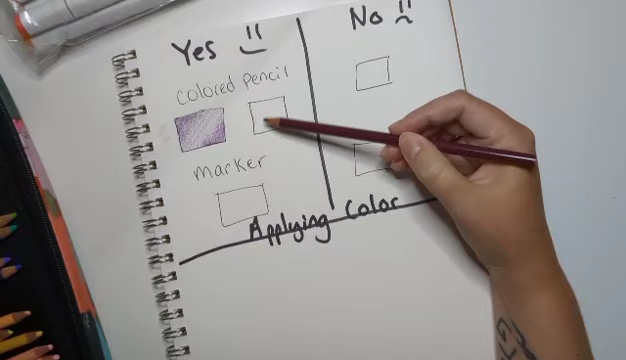 Yes
No
colored pencil
marker
Applying Color